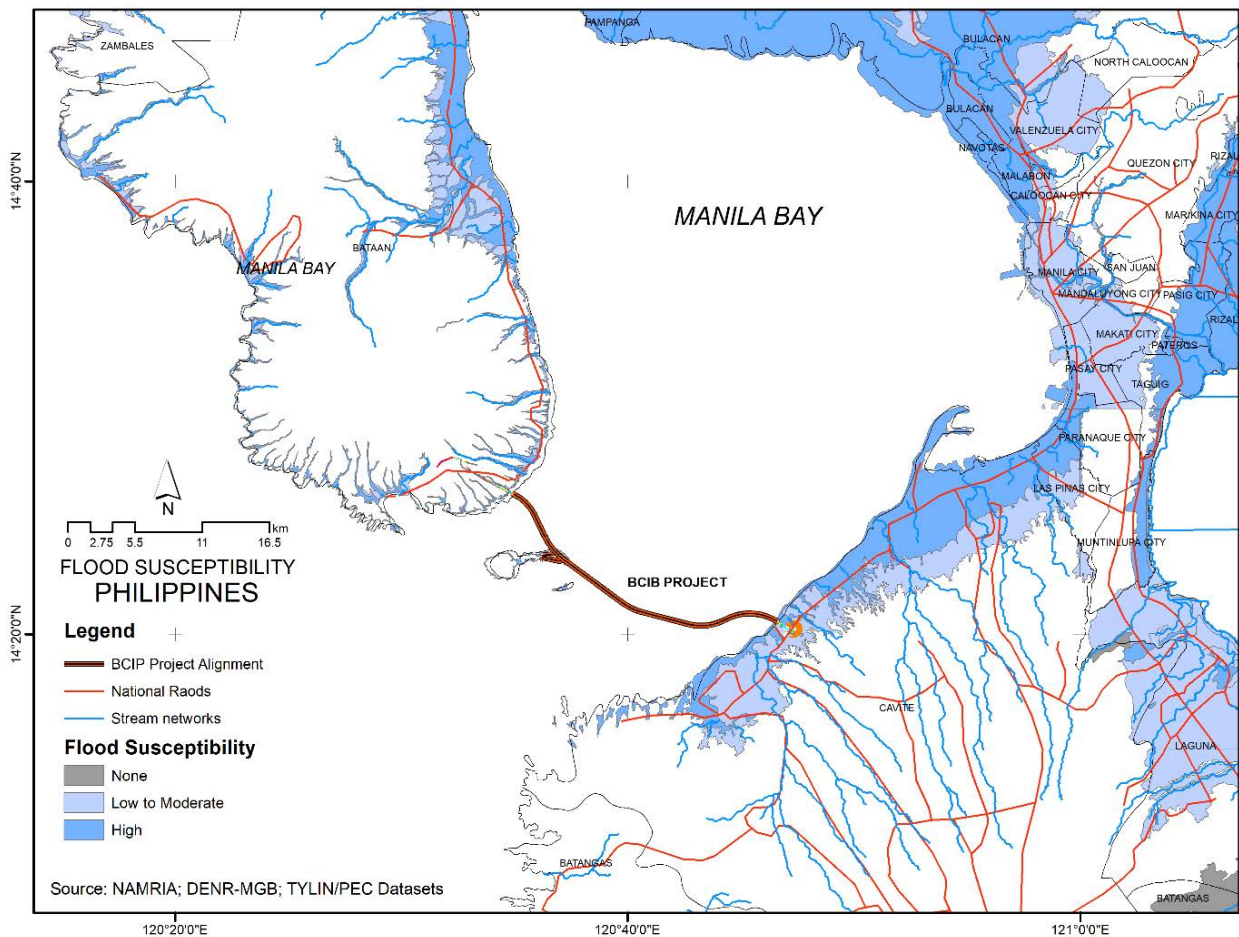 PAMPANGA
BULACAN
ZAMBALES
NORTH CALOOCAN
BULACAN
VALENZUELA CITY
NAVOTAS
RIZAL
QUEZON CITY
MALABON
14°40'0"N
CALOOCAN CITY
MANILA BAY
MARIKINA CITY
BATAAN
MANILA BAY
MANILA CITY
SAN JUAN
MANDALUYONG CITY
PASIG CITY
RIZAL
MAKATI CITY
PATEROS
PASAY CITY
TAGUIG
PARANAQUE CITY
LAS PINAS CITY
N
km
0 2.75 5.5 11 16.5
MUNTINLUPA CITY
FLOOD SUSCEPTIBILITY
PHILIPPINES
BCIB PROJECT
14°20'0"N
Legend
BCIP Project Alignment
National Raods
Stream networks
CAVITE
Flood Susceptibility
LAGUNA
None
Low to Moderate
High
BATANGAS
Source: NAMRIA; DENR-MGB; TYLIN/PEC Datasets
BATANGAS
120°20'0"E
120°40'0"E
121°0'0"E